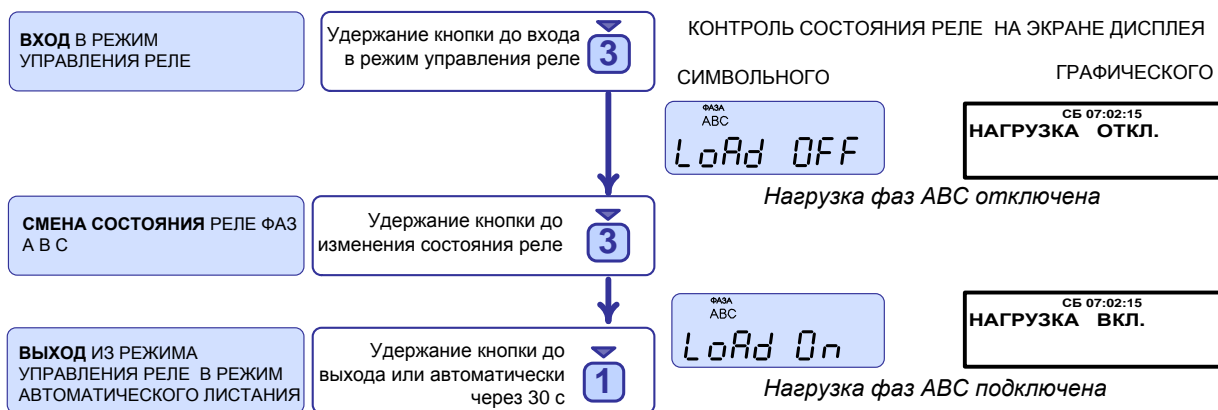 ВХОД В РЕЖИМ
УПРАВЛЕНИЯ РЕЛЕ
Удержание кнопки до входа
в режим управления реле
3
КОНТРОЛЬ СОСТОЯНИЯ РЕЛЕ НА ЭКРАНЕ ДИСПЛЕЯ
СИМВОЛЬНОГО
ГРАФИЧЕСКОГО
ФАЗА
ABC
LoAd OFF
СБ 07:02:15
НАГРУЗКА ОТКЛ.
Нагрузка фаз ABC отключена
СМЕНА СОСТОЯНИЯ РЕЛЕ ФАЗ
А В С
Удержание кнопки до
изменения состояния реле
3
ФАЗА
ABC
LoAd On
СБ 07:02:15
НАГРУЗКА ВКЛ.
Нагрузка фаз ABC подключена
ВЫХОД ИЗ РЕЖИМА
УПРАВЛЕНИЯ РЕЛЕ В РЕЖИМ
АВТОМАТИЧЕСКОГО ЛИСТАНИЯ
Удержание кнопки до
выхода или автоматически
через 30 с
1